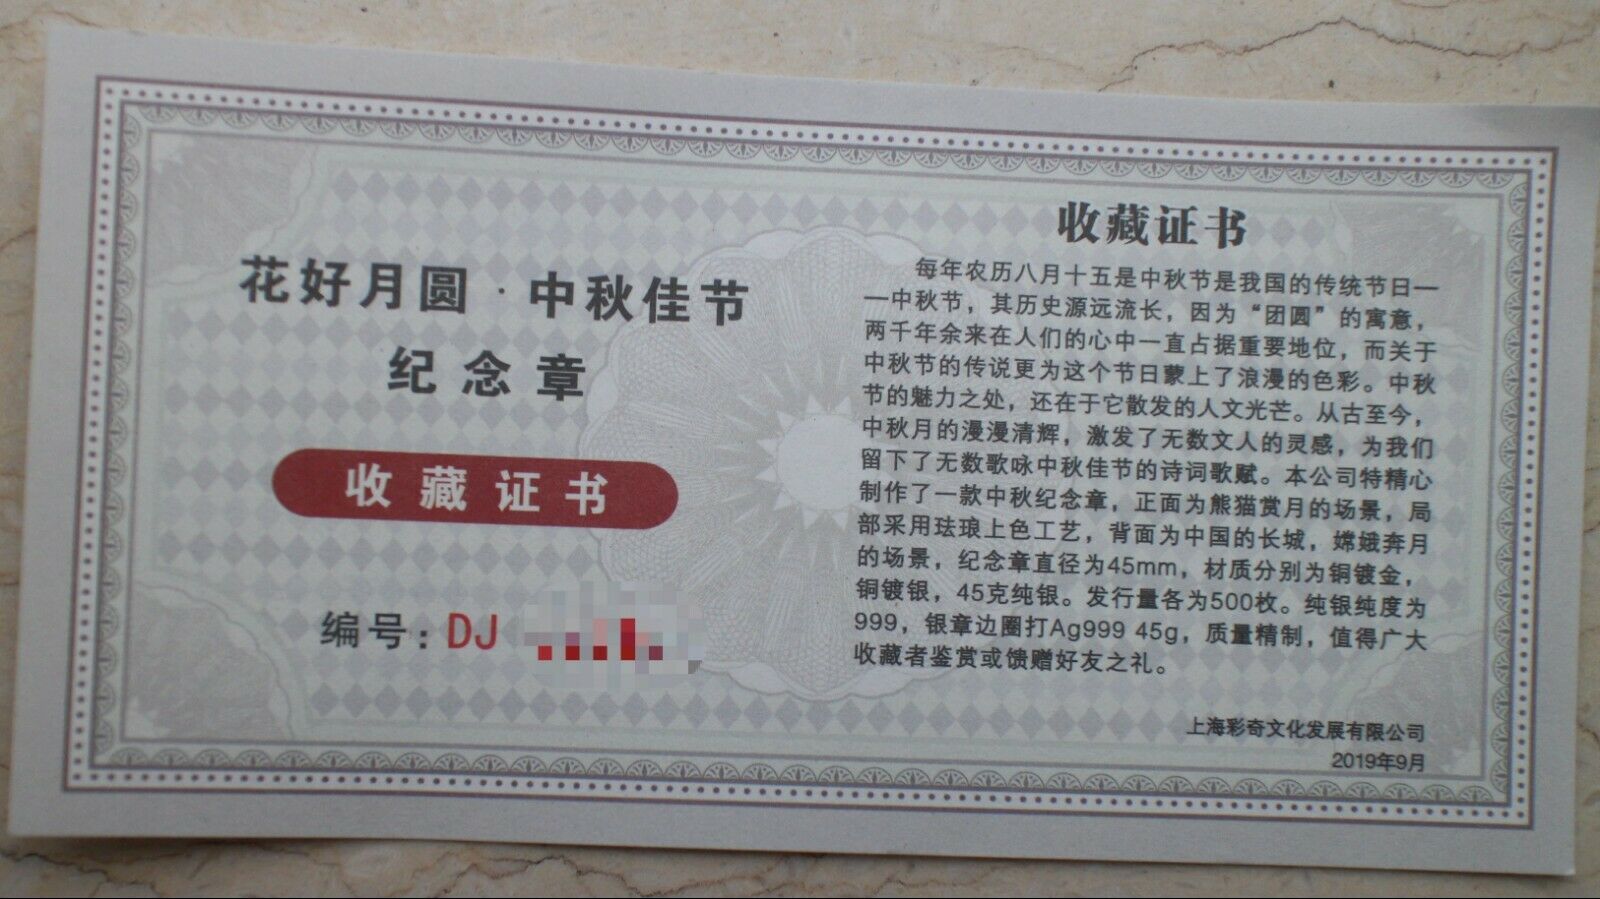 花好月圆·中秋佳节
纪念章
收藏证书
编号：DJ
收藏证书
每年农历八月十五是中秋节是我国的传统节日—
—中秋节，其历史源远流长，因为“团圆”的寓意，
两千年余来在人们的心中一直占据重要地位，而关于
中秋节的传说更为这个节日蒙上了浪漫的色彩。中秋
节的魅力之处，还在于它散发的人文光芒。从古至今，
中秋月的漫漫清辉，激发了无数文人的灵感，为我们
留下了无数歌咏中秋佳节的诗词歌赋。本公司特精心
制作了一款中秋纪念章，正面为熊猫赏月的场景，局
部采用珐琅上色工艺，背面为中国的长城，嫦娥奔月
的场景，纪念章直径为45mm，材质分别为铜镀金，
铜镀银，45克纯银。发行量各为500枚。纯银纯度为
999，银章边圈打Ag999 45g，质量精制，值得广大
收藏者鉴赏或馈赠好友之礼。
上海彩奇文化发展有限公司
2019年9月